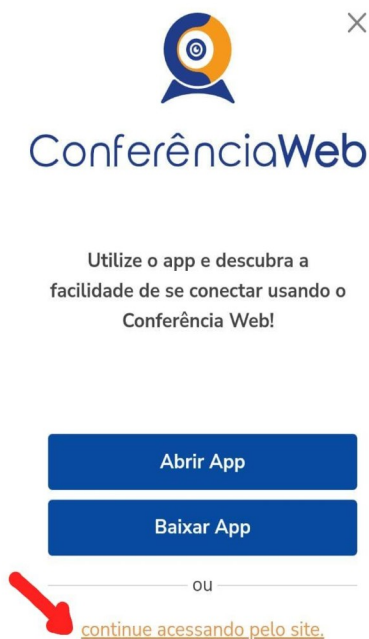 ConferênciaWeb
Utilize o app e descubra a
facilidade de se conectar usando o
Conferência Web!
Abrir App
Baixar App
ou
continue acessando pelo site.